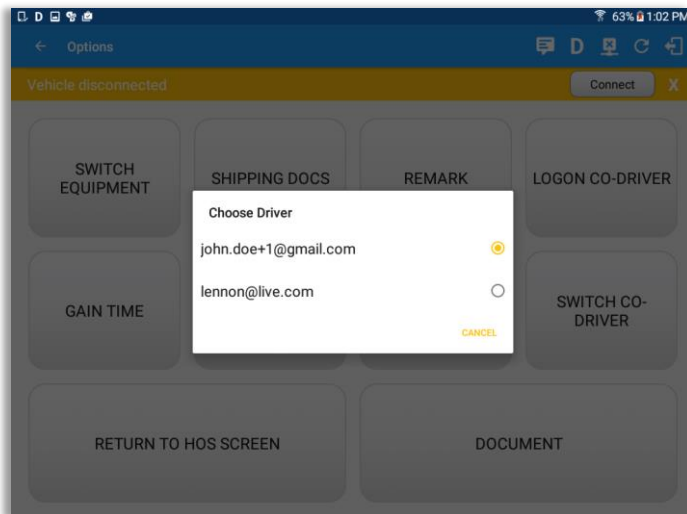 D 63% 1:02 PM
Options
D
Vehicle disconnected Connect X
SWITCH
EQUIPMENT
SHIPPING DOCS
REMARK
LOGON CO-DRIVER
Choose Driver
john.doe+1@gmail.com
lennon@live.com
CANCEL
GAIN TIME
SWITCH CO-
DRIVER
RETURN TO HOS SCREEN
DOCUMENT